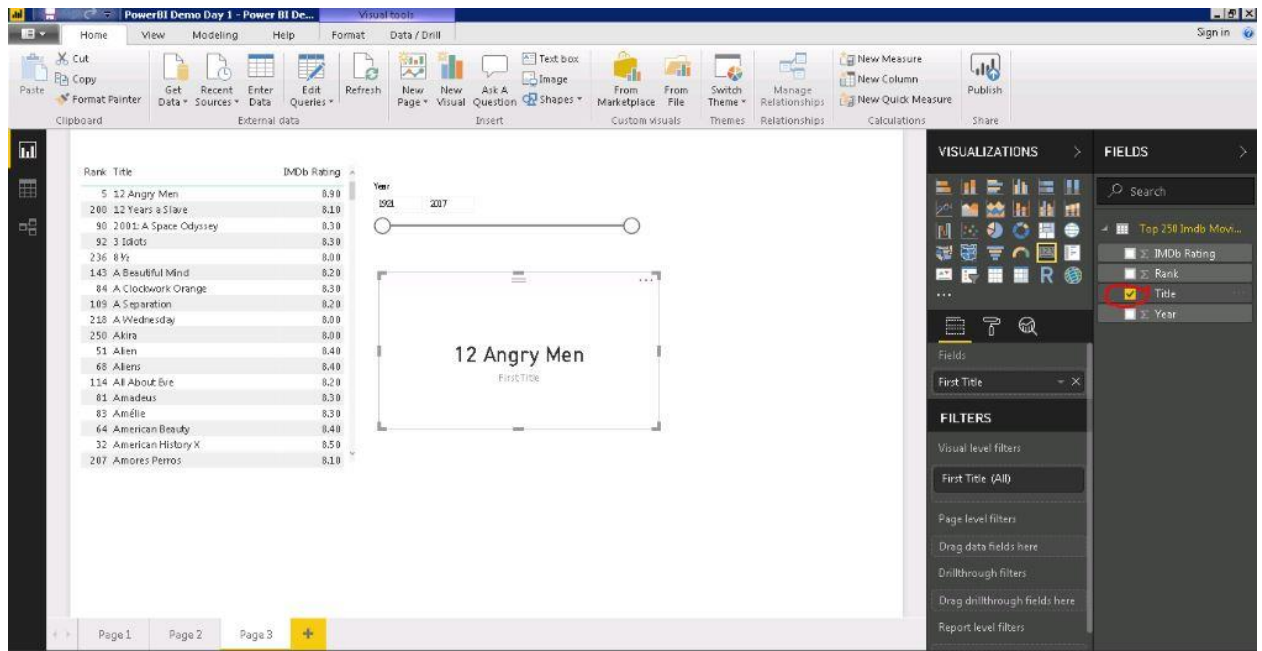 PowerBI Demo Day 1 - Power BI De...
Visual tools
Home View Modeling Help Format Data / Drill
Sign in
Paste
Cut
Copy
Format Painter
Clipboard
Get Data
Recent Sources
Enter Data
Edit Queries
External data
Refresh
New Page
New Visual
Ask A Question
Text box
Image
Shapes
Insert
From Marketplace
From File
Custom visuals
Switch Theme
Themes
Manage Relationships
Relationships
New Measure
New Column
New Quick Measure
Calculations
Publish
Share
Rank Title IMDb Rating
5 12 Angry Men 8.90
200 12 Years a Slave 8.10
90 2001: A Space Odyssey 8.30
92 3 Idiots 8.30
236 8½ 8.00
143 A Beautiful Mind 8.20
84 A Clockwork Orange 8.30
109 A Separation 8.20
218 A Wednesday 8.00
250 Akira 8.00
51 Alien 8.40
68 Aliens 8.40
114 All About Eve 8.20
81 Amadeus 8.30
83 Amélie 8.30
64 American Beauty 8.40
32 American History X 8.50
207 Amores Perros 8.10
Year
1921 2017
12 Angry Men
First Title
VISUALIZATIONS
R
Fields
First Title
FILTERS
Visual level filters
First Title (All)
Page level filters
Drag data fields here
Drillthrough filters
Drag drillthrough fields here
Report level filters
FIELDS
Search
Top 250 Imdb Movi...
Σ IMDb Rating
Σ Rank
Title
Σ Year
Page 1 Page 2 Page 3